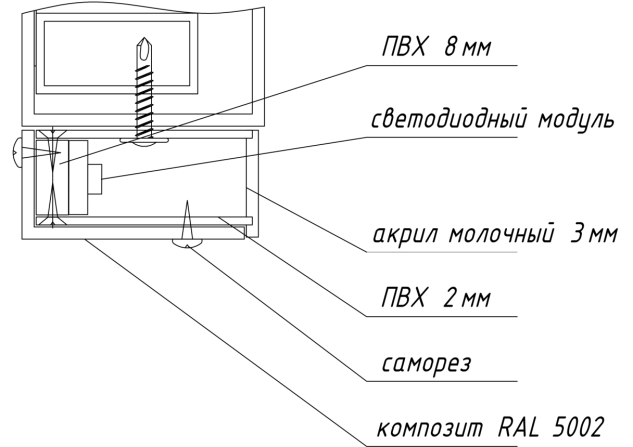 ПВХ 8 мм
светодиодный модуль
акрил молочный 3 мм
ПВХ 2 мм
саморез
композит RAL 5002